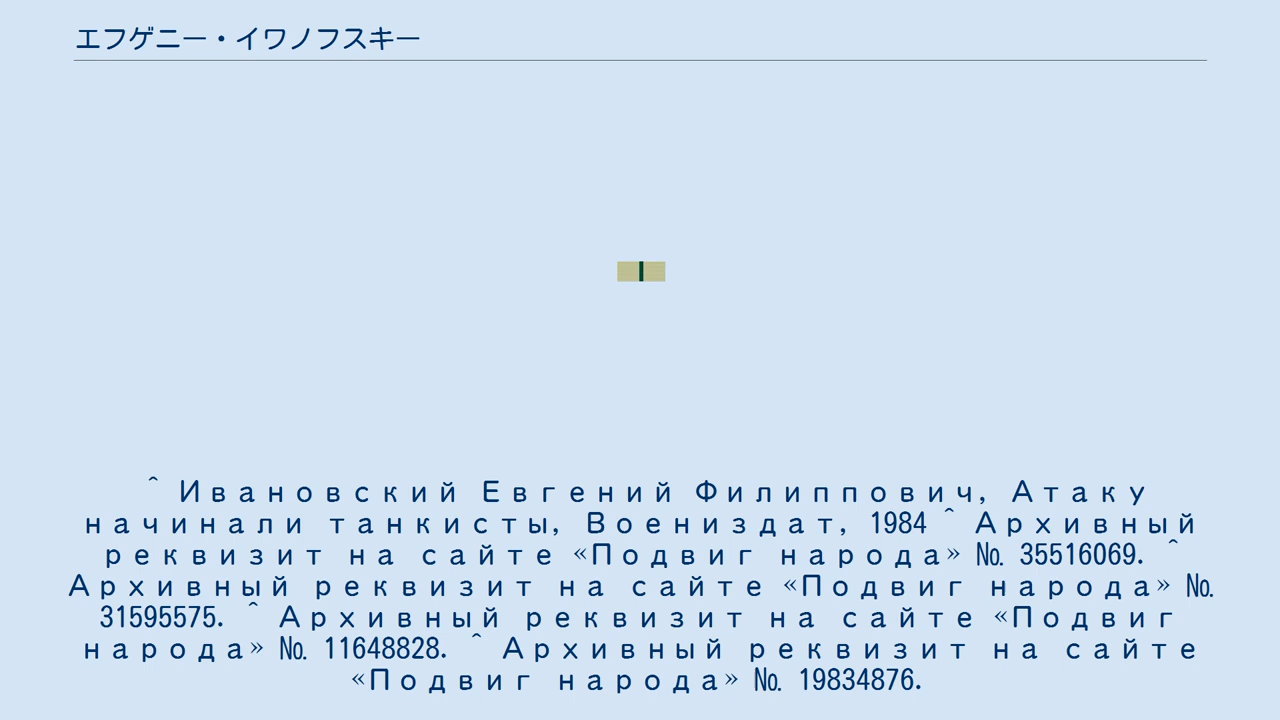 エフゲニー・イワノフスキー
^ Ивановский Евгений Филиппович, Атаку
начинали танкисты, Воениздат, 1984 ^ Архивный
реквизит на сайте «Подвиг народа» № 35516069. ^
Архивный реквизит на сайте «Подвиг народа» №
31595575. ^ Архивный реквизит на сайте «Подвиг
народа» № 11648828. ^ Архивный реквизит на сайте
«Подвиг народа» № 19834876.